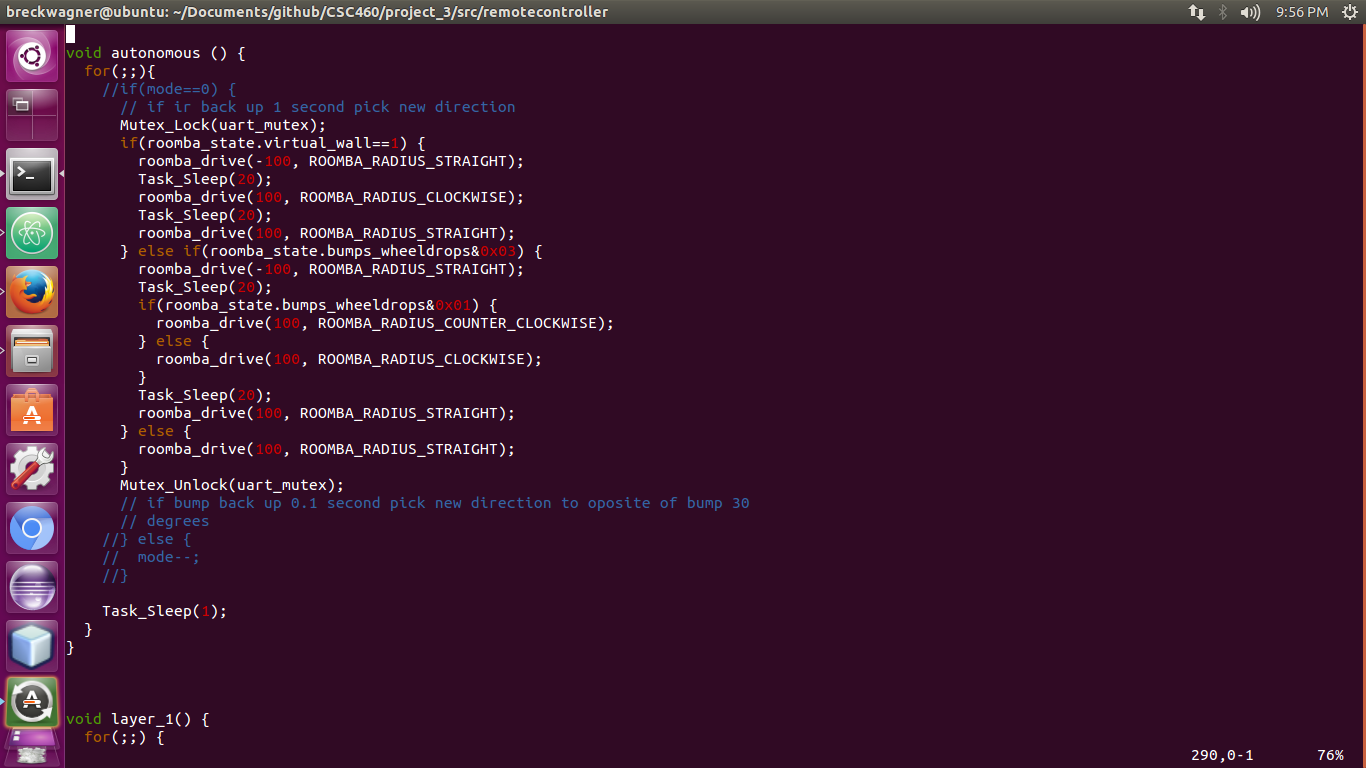 breckwagner@ubuntu: ~/Documents/github/CSC460/project_3/src/remotecontroller
9:56 PM
void autonomous () {
  for(;;){
    //if(mode==0) {
      // if ir back up 1 second pick new direction
      Mutex_Lock(uart_mutex);
      if(roomba_state.virtual_wall==1) {
        roomba_drive(-100, ROOMBA_RADIUS_STRAIGHT);
        Task_Sleep(20);
        roomba_drive(100, ROOMBA_RADIUS_CLOCKWISE);
        Task_Sleep(20);
        roomba_drive(100, ROOMBA_RADIUS_STRAIGHT);
      } else if(roomba_state.bumps_wheeldrops&0x03) {
        roomba_drive(-100, ROOMBA_RADIUS_STRAIGHT);
        Task_Sleep(20);
        if(roomba_state.bumps_wheeldrops&0x01) {
          roomba_drive(100, ROOMBA_RADIUS_COUNTER_CLOCKWISE);
        } else {
          roomba_drive(100, ROOMBA_RADIUS_CLOCKWISE);
        }
        Task_Sleep(20);
        roomba_drive(100, ROOMBA_RADIUS_STRAIGHT);
      } else {
        roomba_drive(100, ROOMBA_RADIUS_STRAIGHT);
      }
      Mutex_Unlock(uart_mutex);
      // if bump back up 0.1 second pick new direction to oposite of bump 30
      // degrees
    //} else {
    //  mode--;
    //}
    Task_Sleep(1);
  }
}
void layer_1() {
  for(;;) {
290,0-1 76%